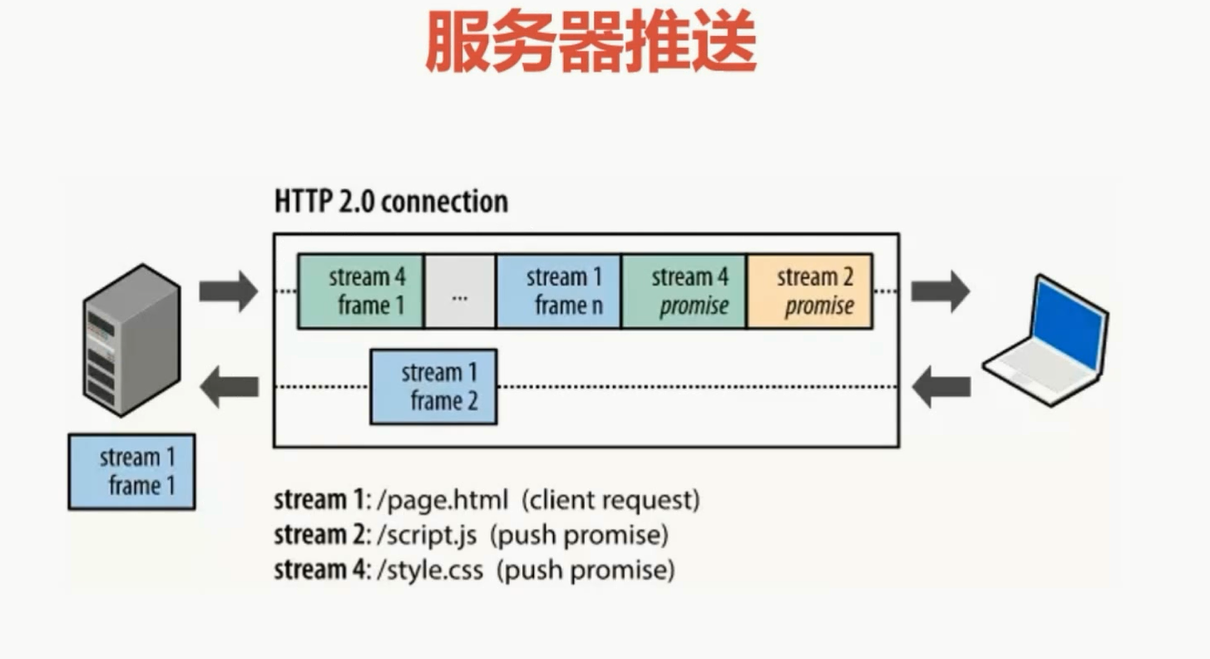 服务器推送
HTTP 2.0 connection
stream 4
frame 1
...
stream 1
frame n
stream 4
promise
stream 2
promise
stream 1
frame 2
stream 1
frame 1
stream 1: /page.html (client request)
stream 2: /script.js (push promise)
stream 4: /style.css (push promise)